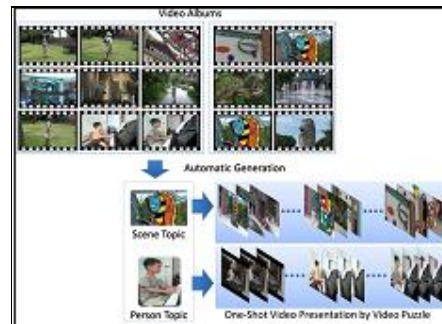 Video Albums
Automatic Generation
Scene Topic
Person Topic
One-Shot Video Presentation by Video Puzzle